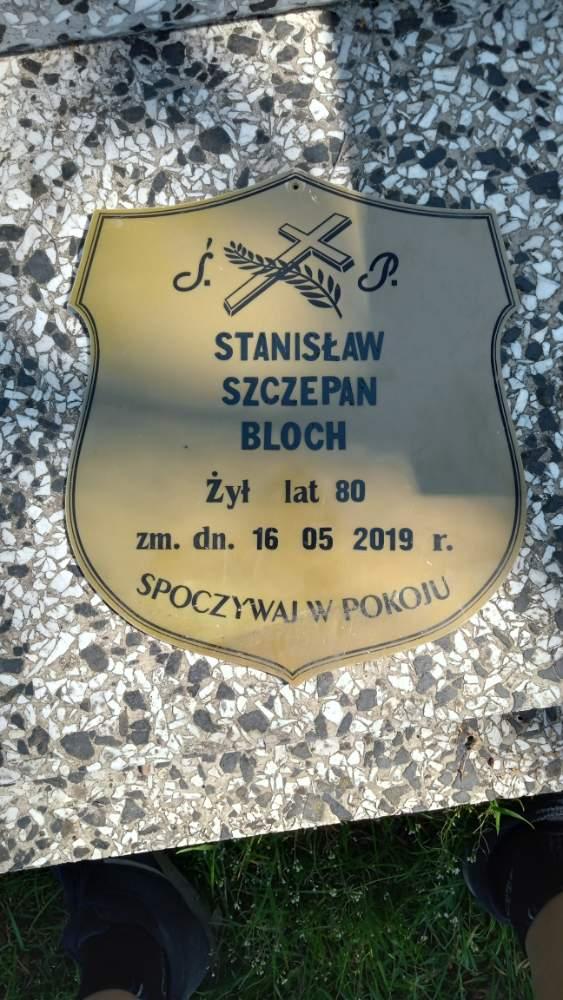 Ś. P.
STANISŁAW
SZCZEPAN
BLOCH
Żył lat 80
zm. dn. 16 05 2019 r.
SPOCZYWAJ W POKOJU